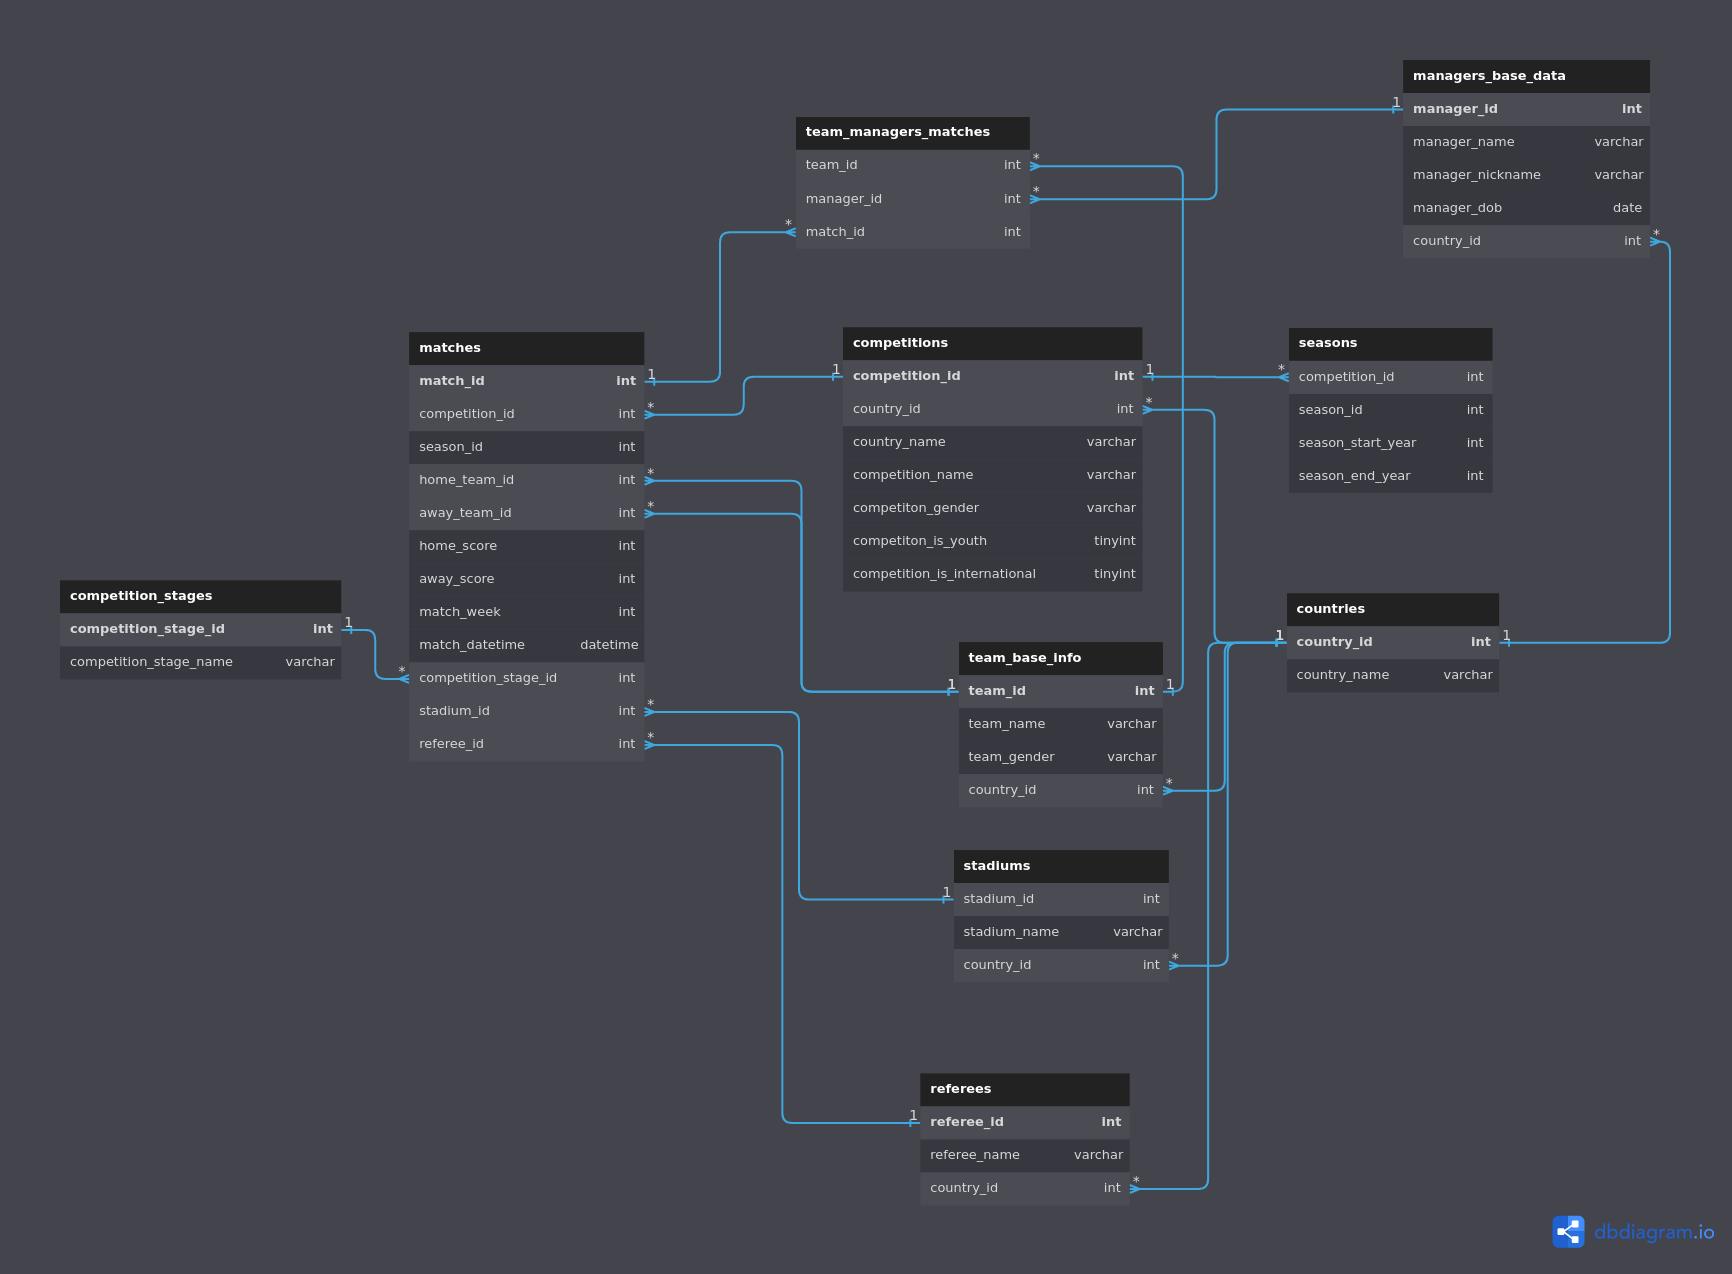 managers_base_data
manager_id int
manager_name varchar
manager_nickname varchar
manager_dob date
country_id int
team_managers_matches
team_id int
manager_id int
match_id int
matches
match_id int
competition_id int
season_id int
home_team_id int
away_team_id int
home_score int
away_score int
match_week int
match_datetime datetime
competition_stage_id int
stadium_id int
referee_id int
competitions
competition_id int
country_id int
country_name varchar
competition_name varchar
competiton_gender varchar
competiton_is_youth tinyint
competition_is_international tinyint
seasons
competition_id int
season_id int
season_start_year int
season_end_year int
competition_stages
competition_stage_id int
competition_stage_name varchar
countries
country_id int
country_name varchar
team_base_info
team_id int
team_name varchar
team_gender varchar
country_id int
stadiums
stadium_id int
stadium_name varchar
country_id int
referees
referee_id int
referee_name varchar
country_id int
1
*
*
*
1
*
1
*
*
*
*
*
1
*
1
*
*
1
1
*
1
1
*
1
*
1
*
dbdiagram.io